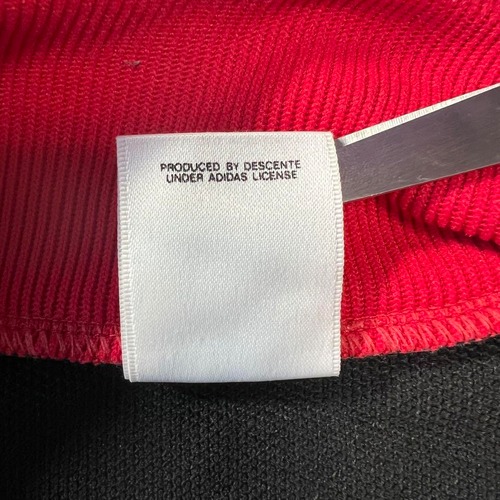 PRODUCED BY DESCENTE
UNDER ADIDAS LICENSE